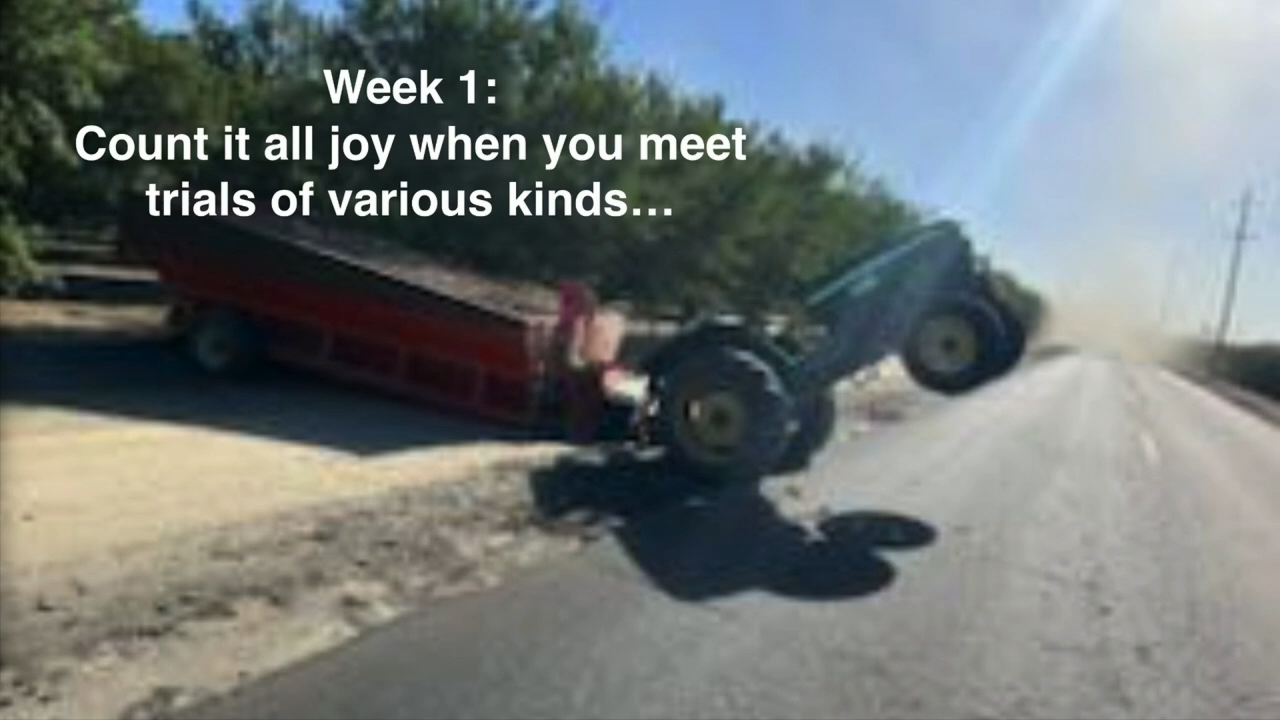 Week 1:
Count it all joy when you meet
trials of various kinds…